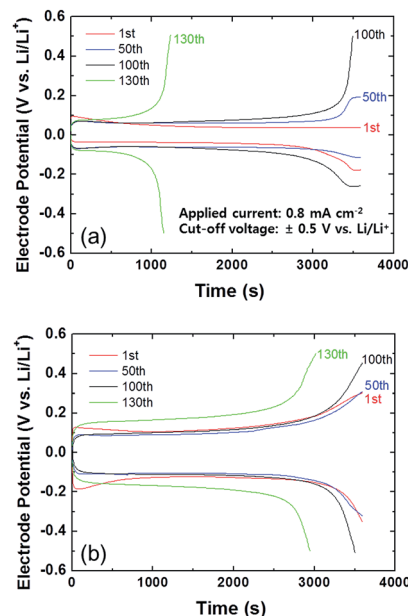 Electrode Potential (V vs. Li/Li⁺)
0.6
0.4
0.2
0.0
-0.2
-0.4
-0.6
1st
50th
100th
130th
130th
100th
50th
1st
Applied current: 0.8 mA cm⁻²
Cut-off voltage: ± 0.5 V vs. Li/Li⁺
(a)
0 1000 2000 3000 4000
Time (s)
Electrode Potential (V vs. Li/Li⁺)
0.6
0.4
0.2
0.0
-0.2
-0.4
-0.6
1st
50th
100th
130th
130th
100th
50th
1st
(b)
0 1000 2000 3000 4000
Time (s)